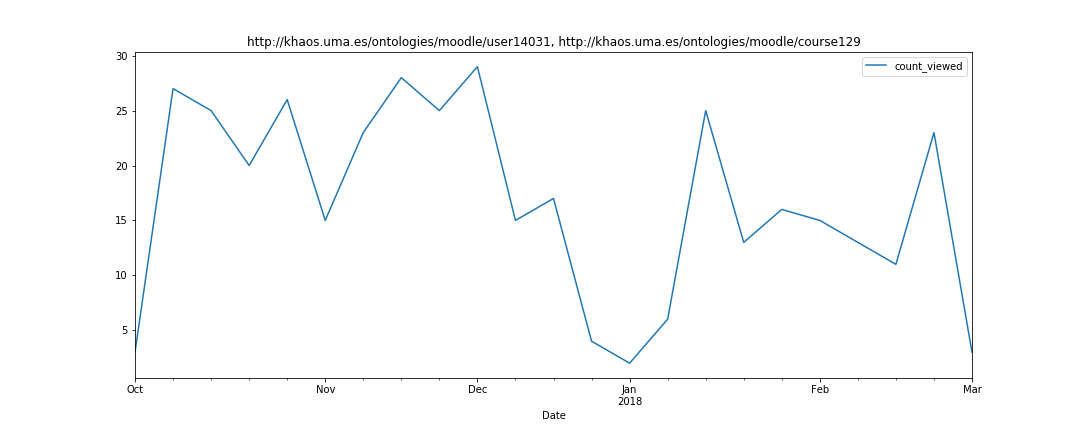 http://khaos.uma.es/ontologies/moodle/user14031, http://khaos.uma.es/ontologies/moodle/course129
count_viewed
30
25
20
15
10
5
Oct
Nov
Dec
Jan
2018
Feb
Mar
Date